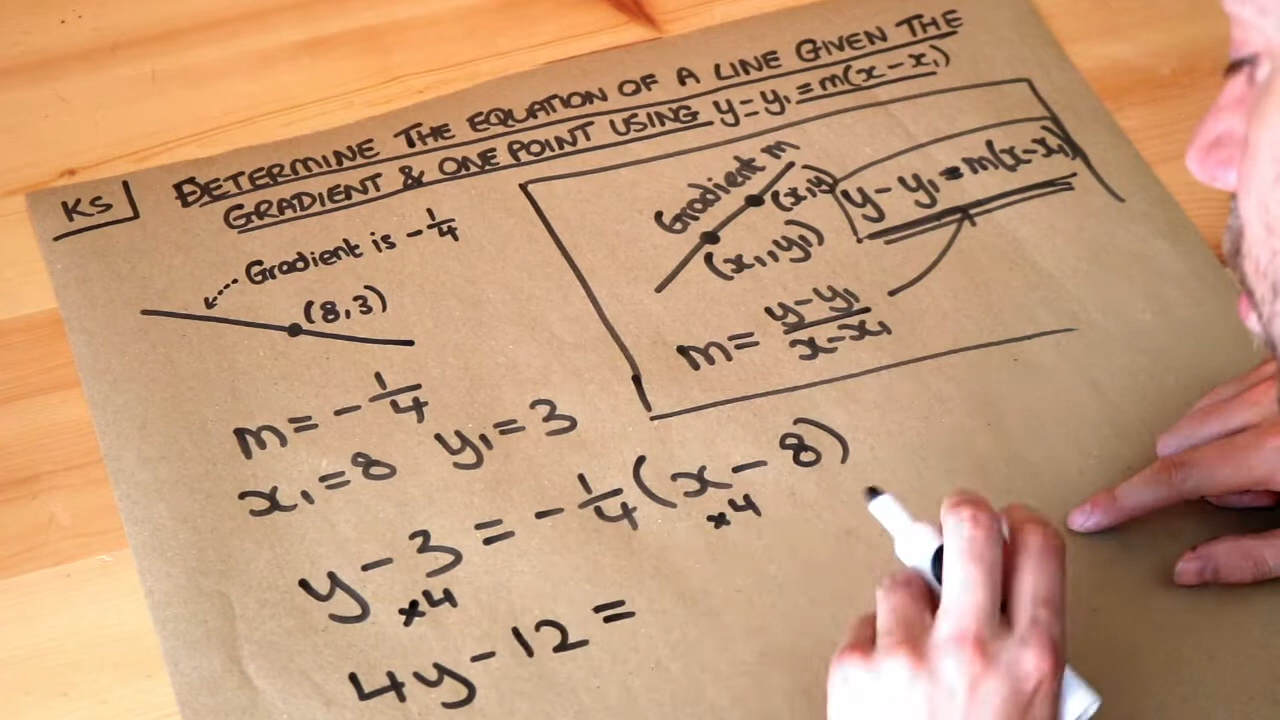 KS
DETERMINE THE EQUATION OF A LINE GIVEN THE
GRADIENT & ONE POINT USING y - y₁ = m(x - x₁)
Gradient is -1/4
(8,3)
Gradient m
(x,y)
(x₁,y₁)
y - y₁ = m(x - x₁)
m = (y - y₁)/(x - x₁)
m = -1/4
x₁ = 8 y₁ = 3
y - 3 = -1/4(x - 8)
×4 ×4
4y - 12 =